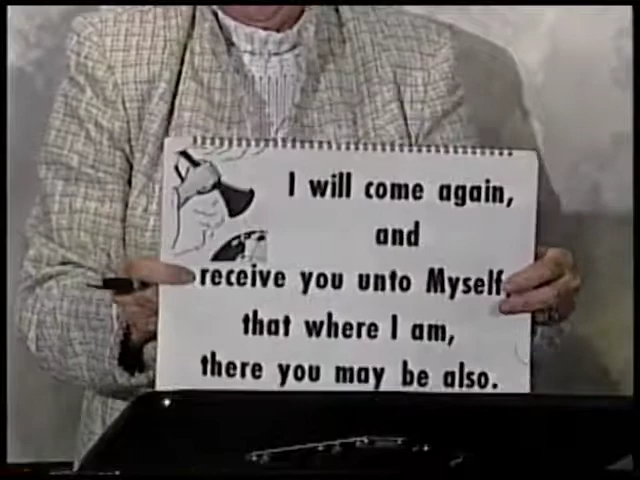 I will come again,
and
receive you unto Myself
that where I am,
there you may be also.